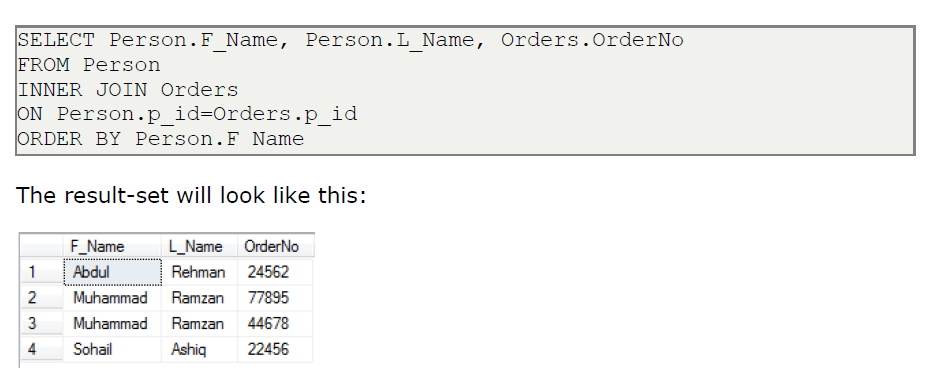 SELECT Person.F_Name, Person.L_Name, Orders.OrderNo
FROM Person
INNER JOIN Orders
ON Person.p_id=Orders.p_id
ORDER BY Person.F Name
The result-set will look like this:
F_Name L_Name OrderNo
1 Abdul Rehman 24562
2 Muhammad Ramzan 77895
3 Muhammad Ramzan 44678
4 Sohail Ashiq 22456